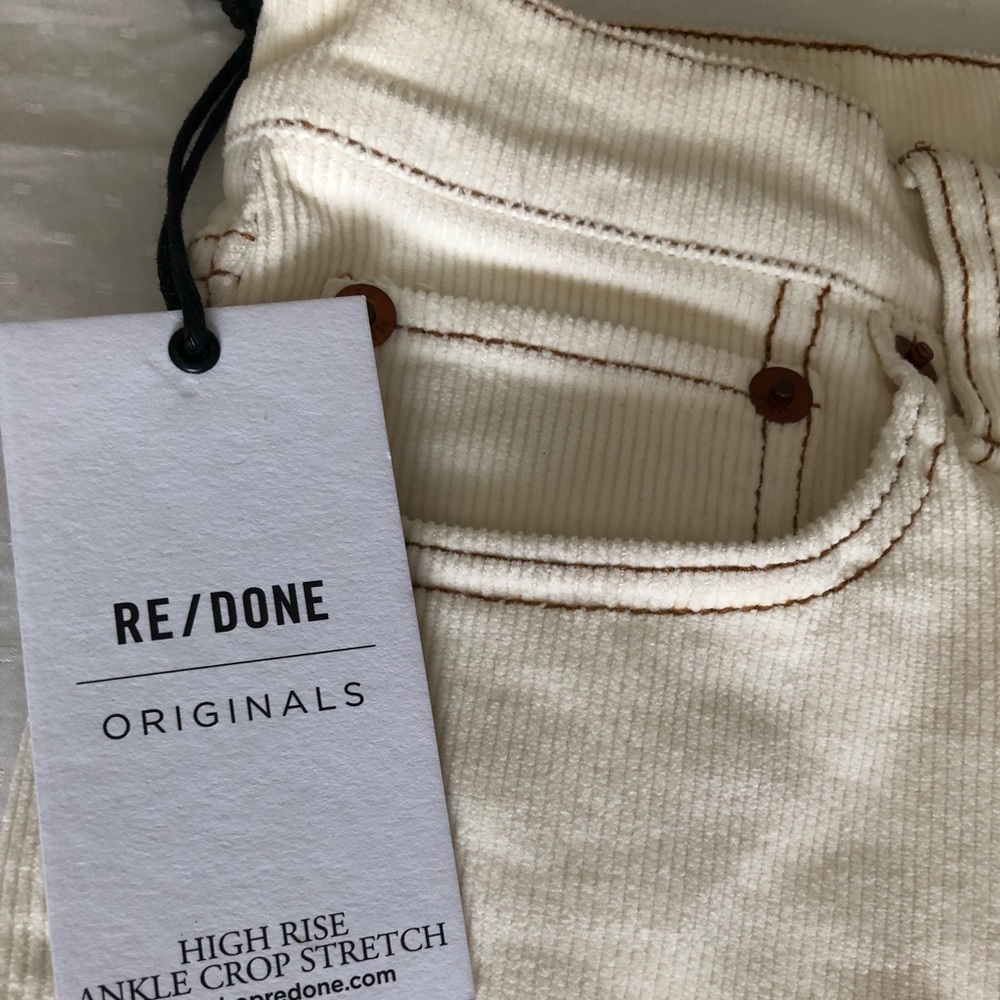 RE/DONE
ORIGINALS
HIGH RISE
ANKLE CROP STRETCH